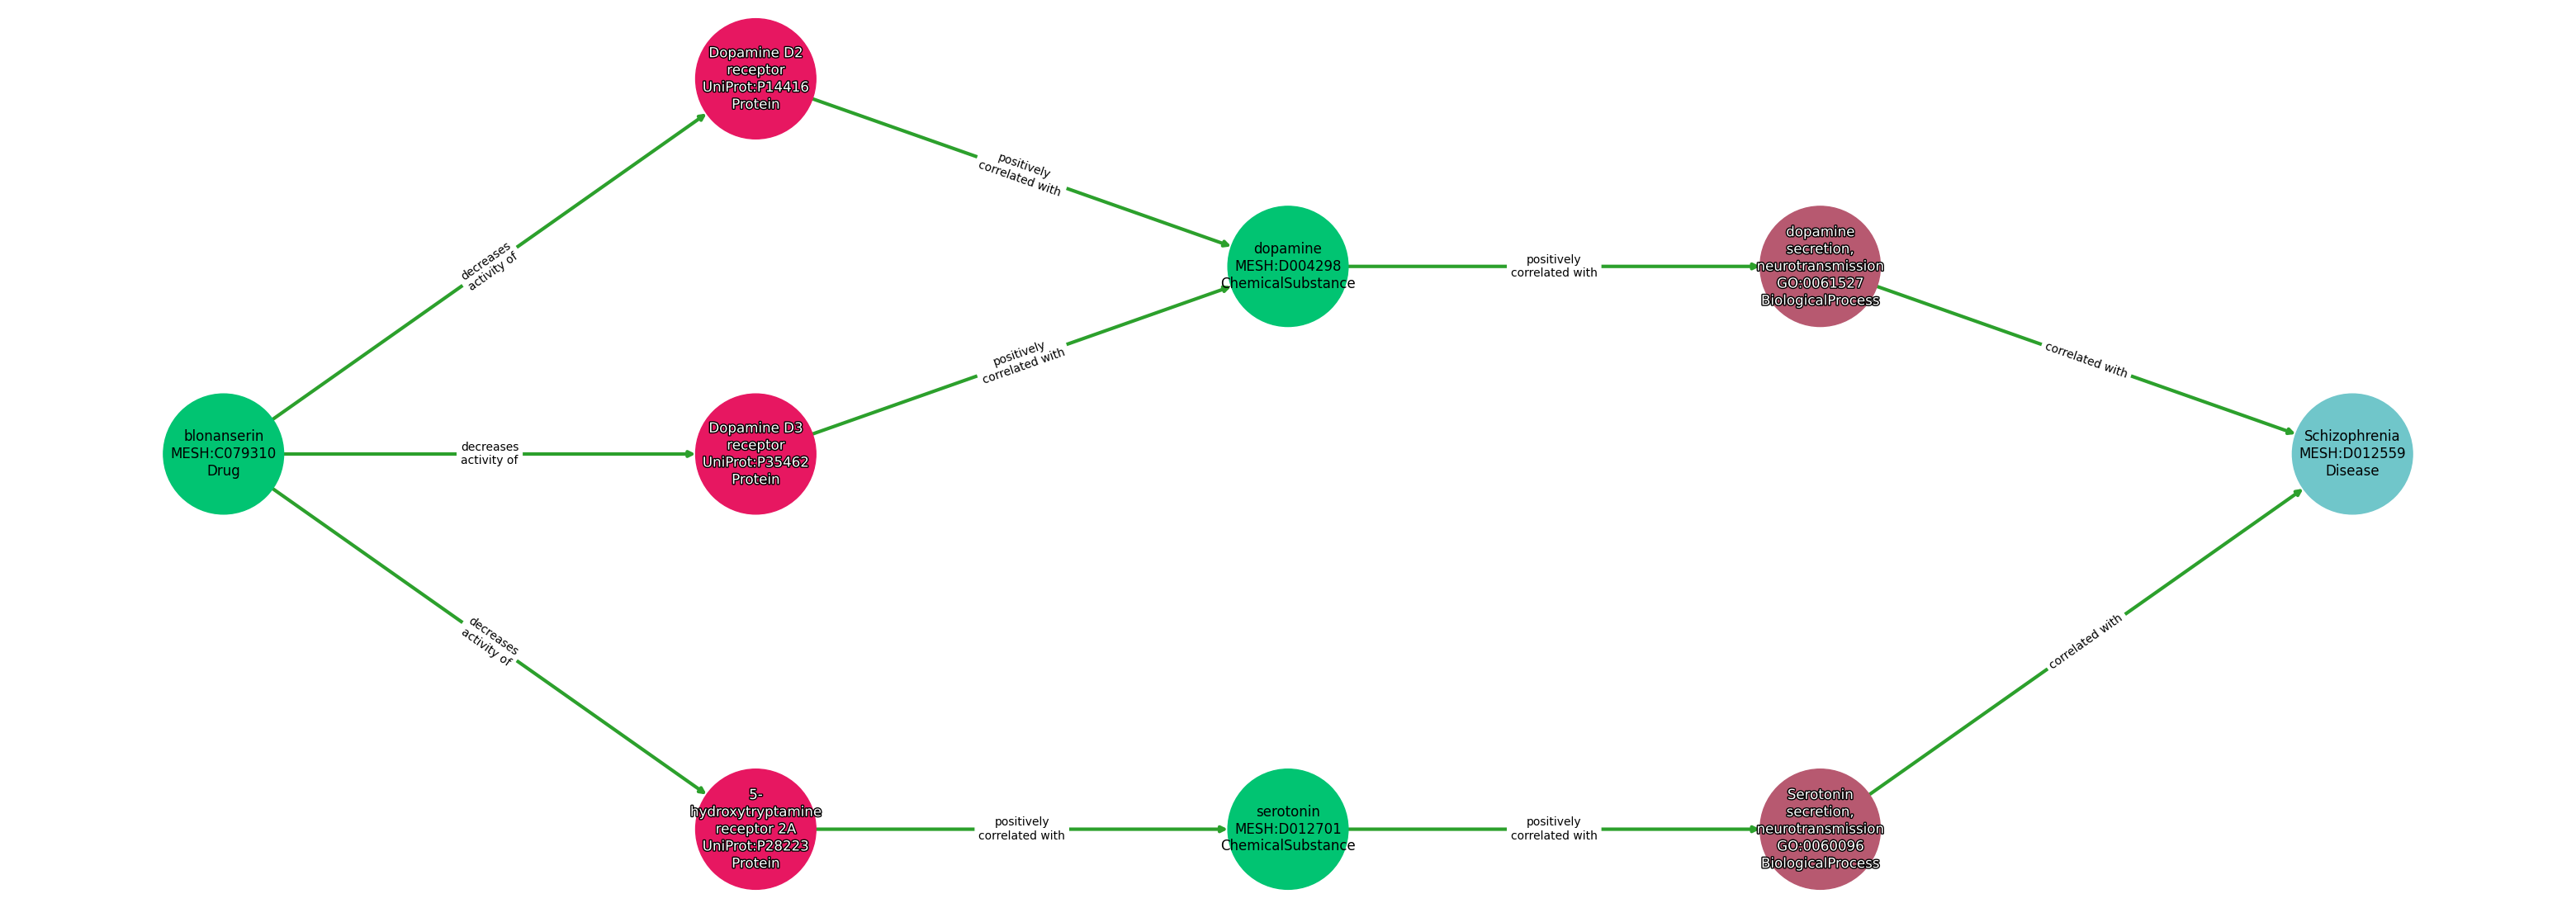 Dopamine D2
receptor
UniProt:P14416
Protein
positively
correlated with
decreases
activity of
dopamine
MESH:D004298
ChemicalSubstance
positively
correlated with
dopamine
secretion,
neurotransmission
GO:0061527
BiologicalProcess
positively
correlated with
correlated with
blonanserin
MESH:C079310
Drug
decreases
activity of
Dopamine D3
receptor
UniProt:P35462
Protein
Schizophrenia
MESH:D012559
Disease
decreases
activity of
correlated with
5-
hydroxytryptamine
receptor 2A
UniProt:P28223
Protein
positively
correlated with
serotonin
MESH:D012701
ChemicalSubstance
positively
correlated with
Serotonin
secretion,
neurotransmission
GO:0060096
BiologicalProcess